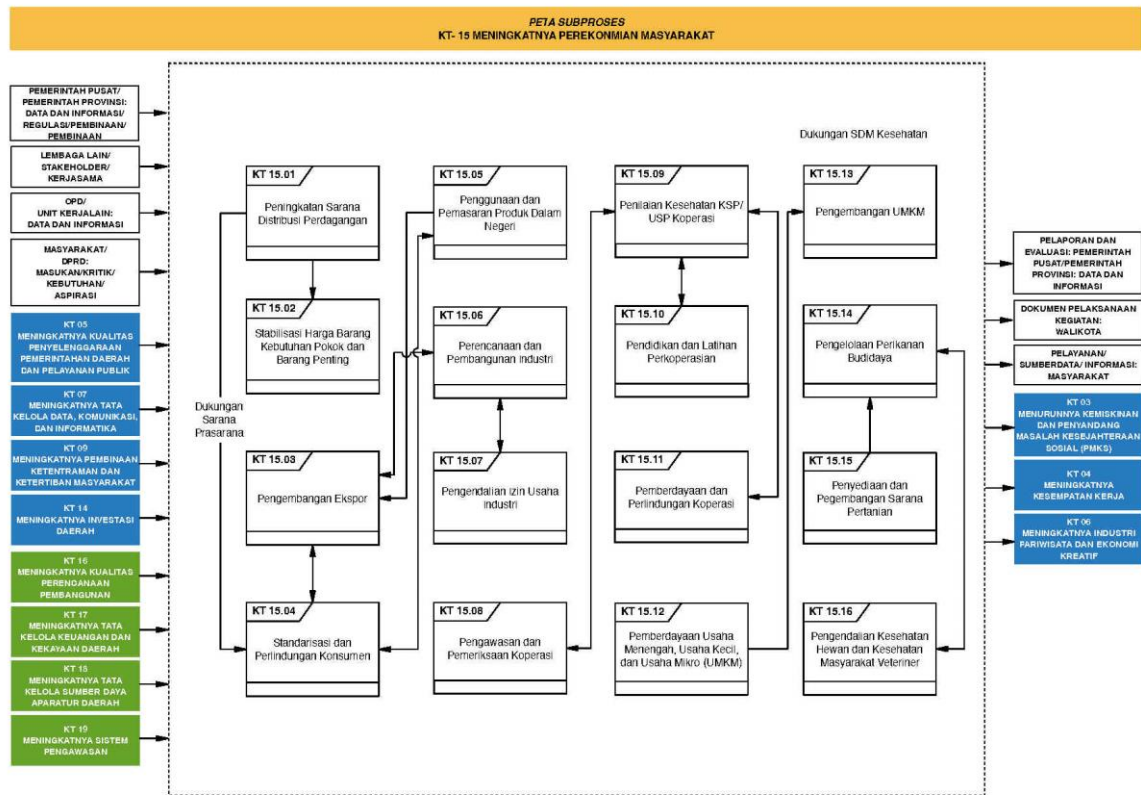 PETA SUBPROSES
KT- 15 MENINGKATNYA PEREKONMIAN MASYARAKAT
PEMERINTAH PUSAT/
PEMERINTAH PROVINSI:
DATA DAN INFORMASI/
REGULASI/PEMBINAAN/
PEMBINAAN
LEMBAGA LAIN/
STAKEHOLDER/
KERJASAMA
OPD/
UNIT KERJALAIN:
DATA DAN INFORMASI
MASYARAKAT/
DPRD:
MASUKAN/KRITIK/
KEBUTUHAN/
ASPIRASI
KT 05
MENINGKATNYA KUALITAS
PENYELENGGARAAN
PEMERINTAHAN DAERAH
DAN PELAYANAN PUBLIK
KT 07
MENINGKATNYA TATA
KELOLA DATA, KOMUNIKASI,
DAN INFORMATIKA
KT 09
MENINGKATNYA PEMBINAAN
KETENTRAMAN DAN
KETERTIBAN MASYARAKAT
KT 14
MENINGKATNYA INVESTASI
DAERAH
KT 16
MENINGKATNYA KUALITAS
PERENCANAAN
PEMBANGUNAN
KT 17
MENINGKATNYA TATA
KELOLA KEUANGAN DAN
KEKAYAAN DAERAH
KT 18
MENINGKATNYA TATA
KELOLA SUMBER DAYA
APARATUR DAERAH
KT 19
MENINGKATNYA SISTEM
PENGAWASAN
KT 15.01
Peningkatan Sarana
Distribusi Perdagangan
KT 15.02
Stabilisasi Harga Barang
Kebutuhan Pokok dan
Barang Penting
Dukungan
Sarana
Prasarana
KT 15.03
Pengembangan Ekspor
KT 15.04
Standarisasi dan
Perlindungan Konsumen
KT 15.05
Penggunaan dan
Pemasaran Produk Dalam
Negeri
KT 15.06
Perencanaan dan
Pembangunan Industri
KT 15.07
Pengendalian Izin Usaha
Industri
KT 15.08
Pengawasan dan
Pemeriksaan Koperasi
KT 15.09
Penilaian Kesehatan KSP/
USP Koperasi
KT 15.10
Pendidikan dan Latihan
Perkoperasian
KT 15.11
Pemberdayaan dan
Perlindungan Koperasi
KT 15.12
Pemberdayaan Usaha
Menengah, Usaha Kecil,
dan Usaha Mikro (UMKM)
Dukungan SDM Kesehatan
KT 15.13
Pengembangan UMKM
KT 15.14
Pengelolaan Perikanan
Budidaya
KT 15.15
Penyediaan dan
Pegembangan Sarana
Pertanian
KT 15.16
Pengendalian Kesehatan
Hewan dan Kesehatan
Masyarakat Veteriner
PELAPORAN DAN
EVALUASI: PEMERINTAH
PUSAT/PEMERINTAH
PROVINSI: DATA DAN
INFORMASI
DOKUMEN PELAKSANAAN
KEGIATAN:
WALIKOTA
PELAYANAN/
SUMBERDATA/ INFORMASI:
MASYARAKAT
KT 03
MENURUNNYA KEMISKINAN
DAN PENYANDANG
MASALAH KESEJAHTERAAN
SOSIAL (PMKS)
KT 04
MENINGKATNYA
KESEMPATAN KERJA
KT 06
MENINGKATNYA INDUSTRI
PARIWISATA DAN EKONOMI
KREATIF